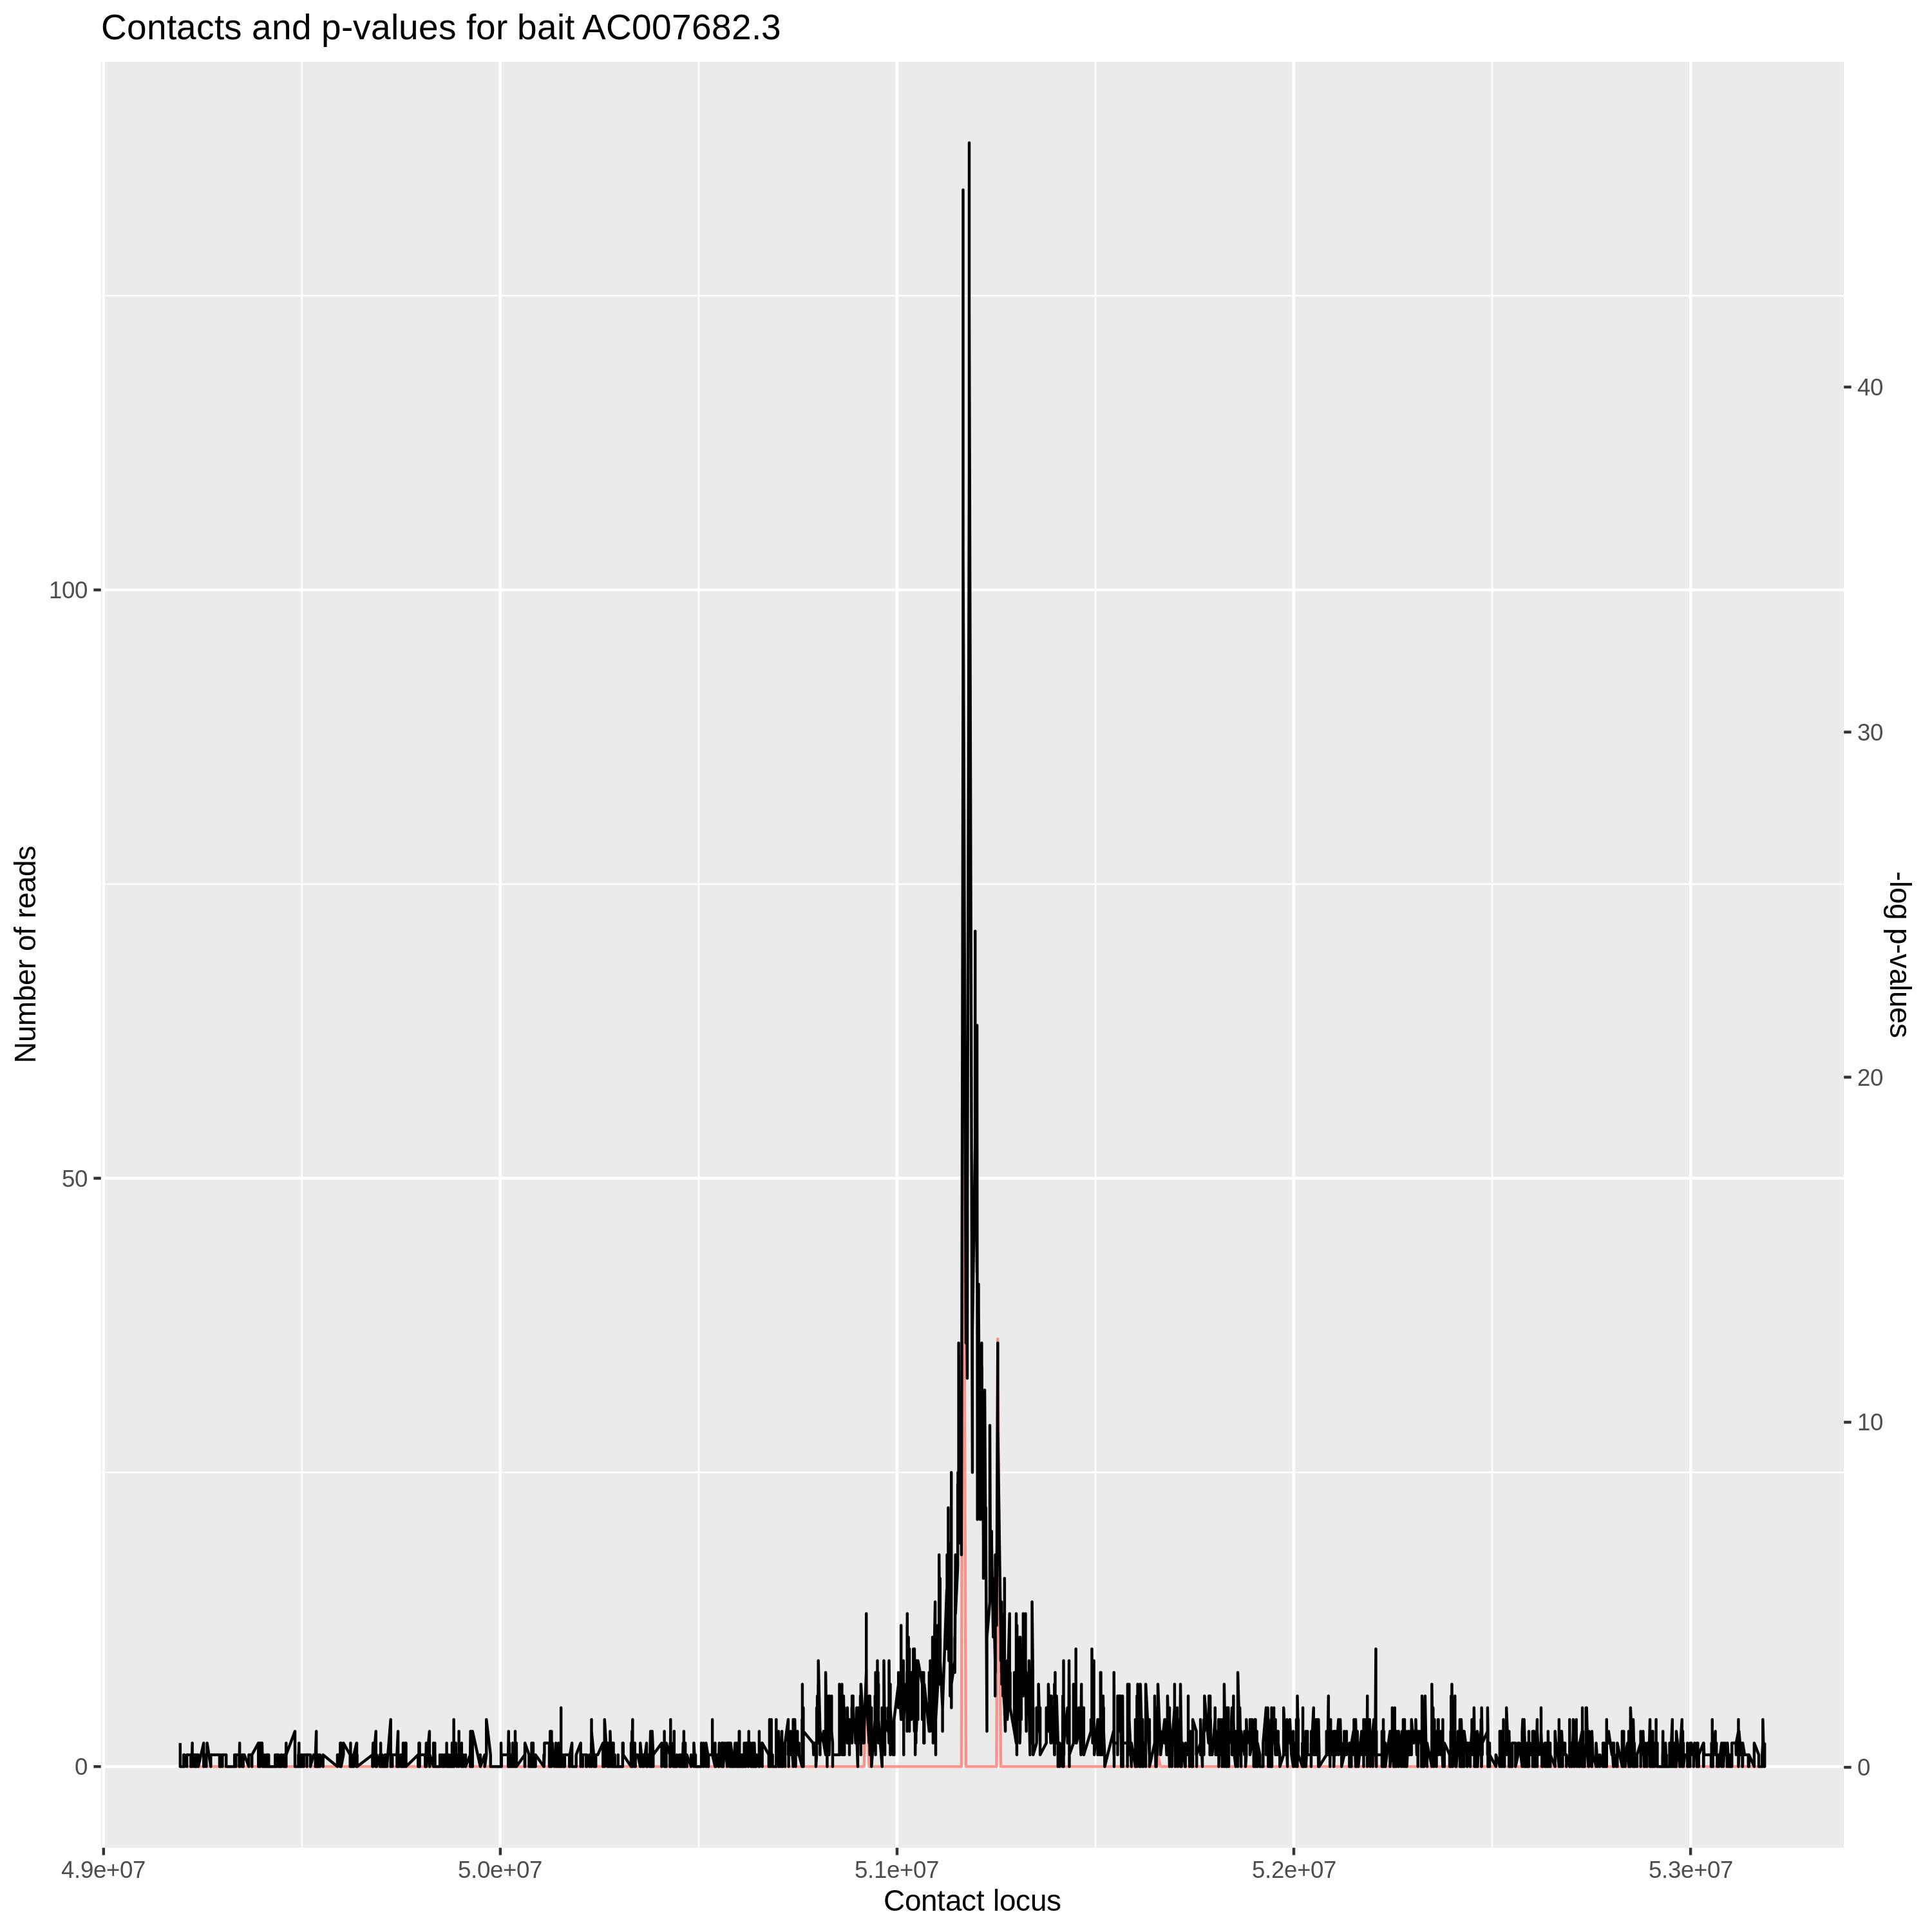 Contacts and p-values for bait AC007682.3
Number of reads
100
50
0
40
30
20
10
0
-log p-values
4.9e+07 5.0e+07 5.1e+07 5.2e+07 5.3e+07
Contact locus